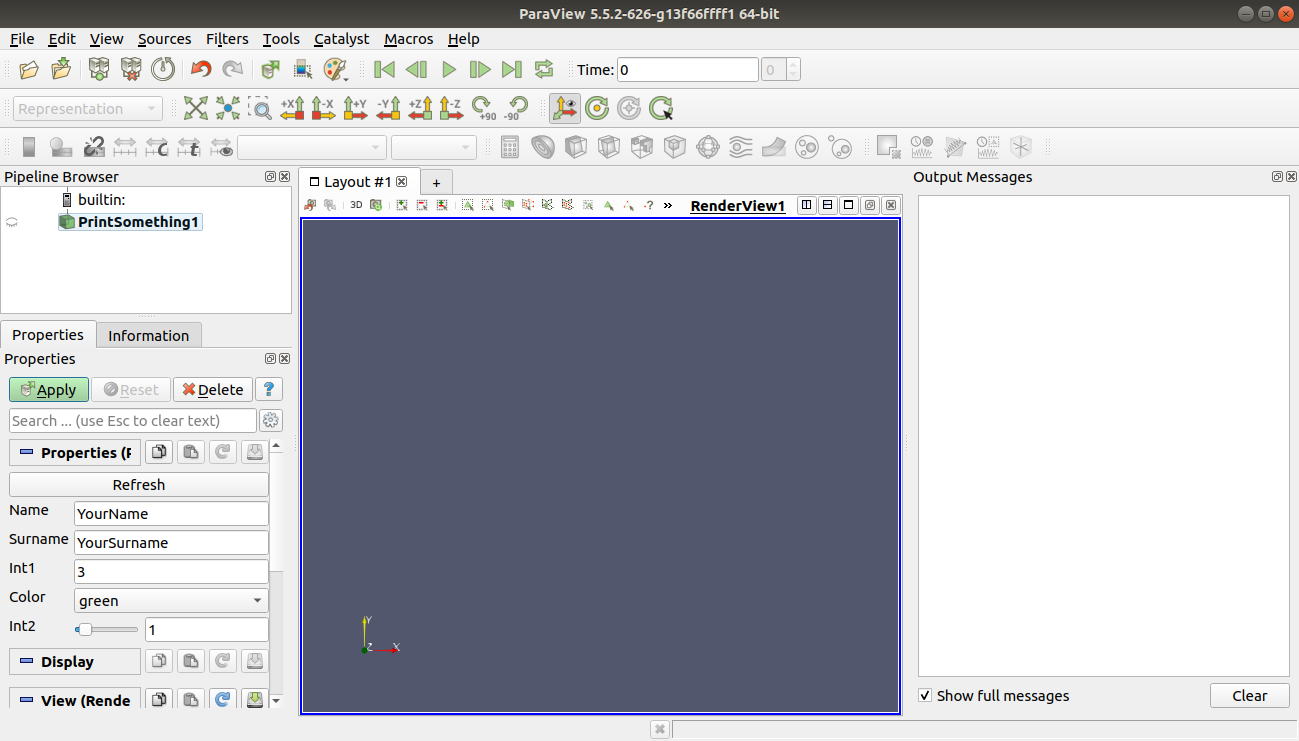 ParaView 5.5.2-626-g13f66ffff1 64-bit
File Edit View Sources Filters Tools Catalyst Macros Help
Time: 0 0
Representation +X -X +Y -Y +Z -Z +90 -90
Pipeline Browser
builtin:
PrintSomething1
Properties Information
Properties
Apply Reset Delete ?
Search ... (use Esc to clear text)
Properties (P
Refresh
Name YourName
Surname YourSurname
Int1 3
Color green
Int2 1
Display
View (Rende
Layout #1 +
3D ? » RenderView1
Y
Z X
Output Messages
Show full messages Clear